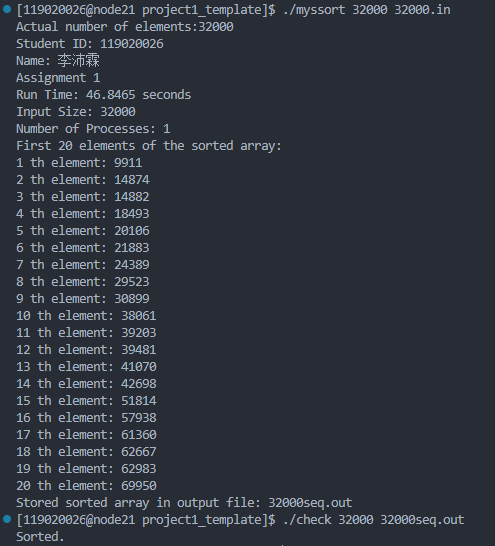 [119020026@node21 project1_template]$ ./myssort 32000 32000.in
Actual number of elements:32000
Student ID: 119020026
Name: 李沛霖
Assignment 1
Run Time: 46.8465 seconds
Input Size: 32000
Number of Processes: 1
First 20 elements of the sorted array:
1 th element: 9911
2 th element: 14874
3 th element: 14882
4 th element: 18493
5 th element: 20106
6 th element: 21883
7 th element: 24389
8 th element: 29523
9 th element: 30899
10 th element: 38061
11 th element: 39203
12 th element: 39481
13 th element: 41070
14 th element: 42698
15 th element: 51814
16 th element: 57938
17 th element: 61360
18 th element: 62667
19 th element: 62983
20 th element: 69950
Stored sorted array in output file: 32000seq.out
[119020026@node21 project1_template]$ ./check 32000 32000seq.out
Sorted.